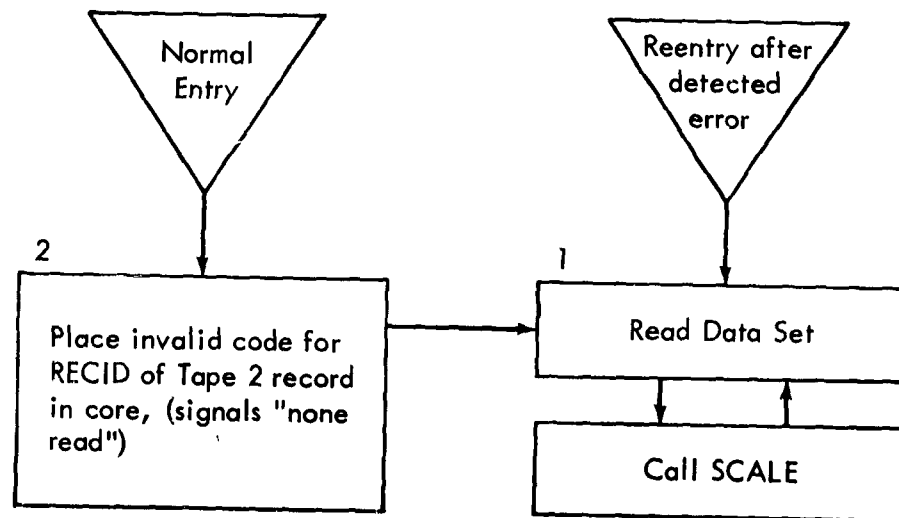 Normal
Entry
Reentry after
detected
error
2
Place invalid code for
RECID of Tape 2 record
in core, (signals "none
read")
1
Read Data Set
Call SCALE